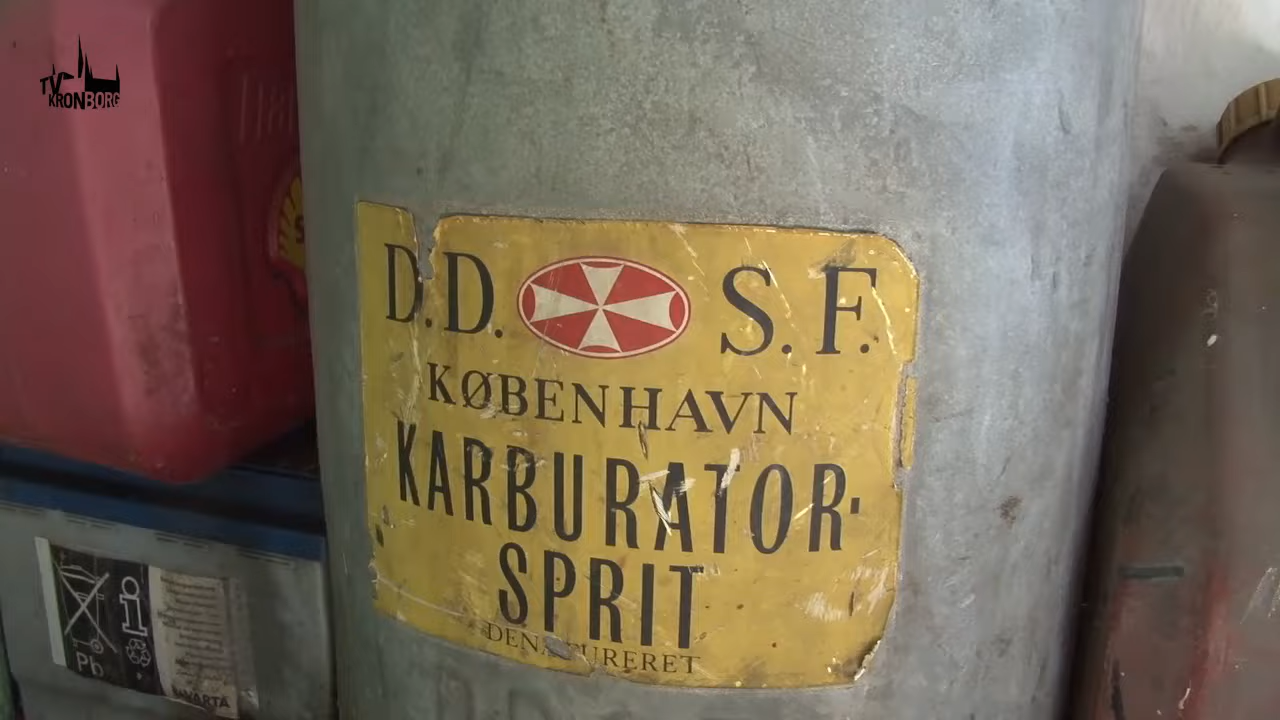 TV
KRONBORG
D.D. S.F.
KØBENHAVN
KARBURATOR-
SPRIT
DENATURERET
Pb
VARTA